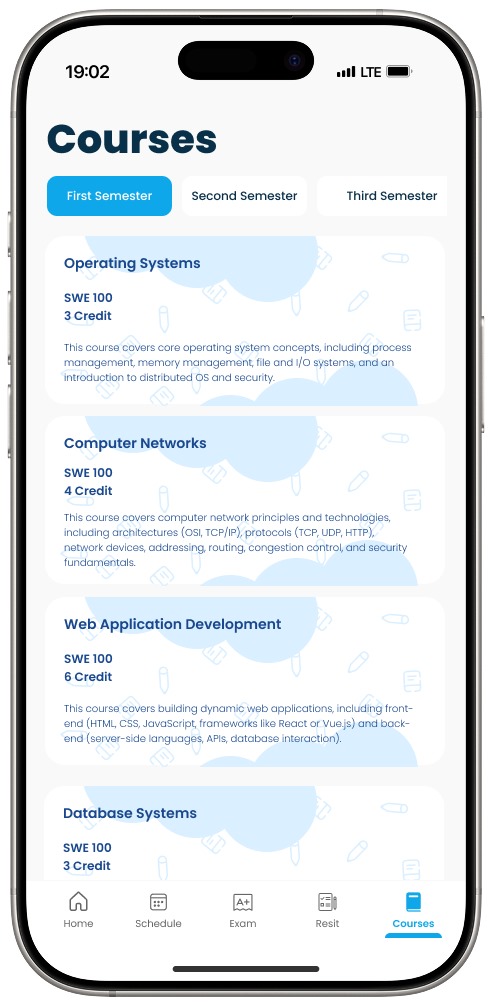 19:02
LTE
Courses
First Semester
Second Semester
Third Semester
Operating Systems
SWE 100
3 Credit
This course covers core operating system concepts, including process
management, memory management, file and I/O systems, and an
introduction to distributed OS and security.
Computer Networks
SWE 100
4 Credit
This course covers computer network principles and technologies,
including architectures (OSI, TCP/IP), protocols (TCP, UDP, HTTP),
network devices, addressing, routing, congestion control, and security
fundamentals.
Web Application Development
SWE 100
6 Credit
This course covers building dynamic web applications, including front-
end (HTML, CSS, JavaScript, frameworks like React or Vue.js) and back-
end (server-side languages, APIs, database interaction).
Database Systems
SWE 100
3 Credit
A+
Home
Schedule
Exam
Resit
Courses